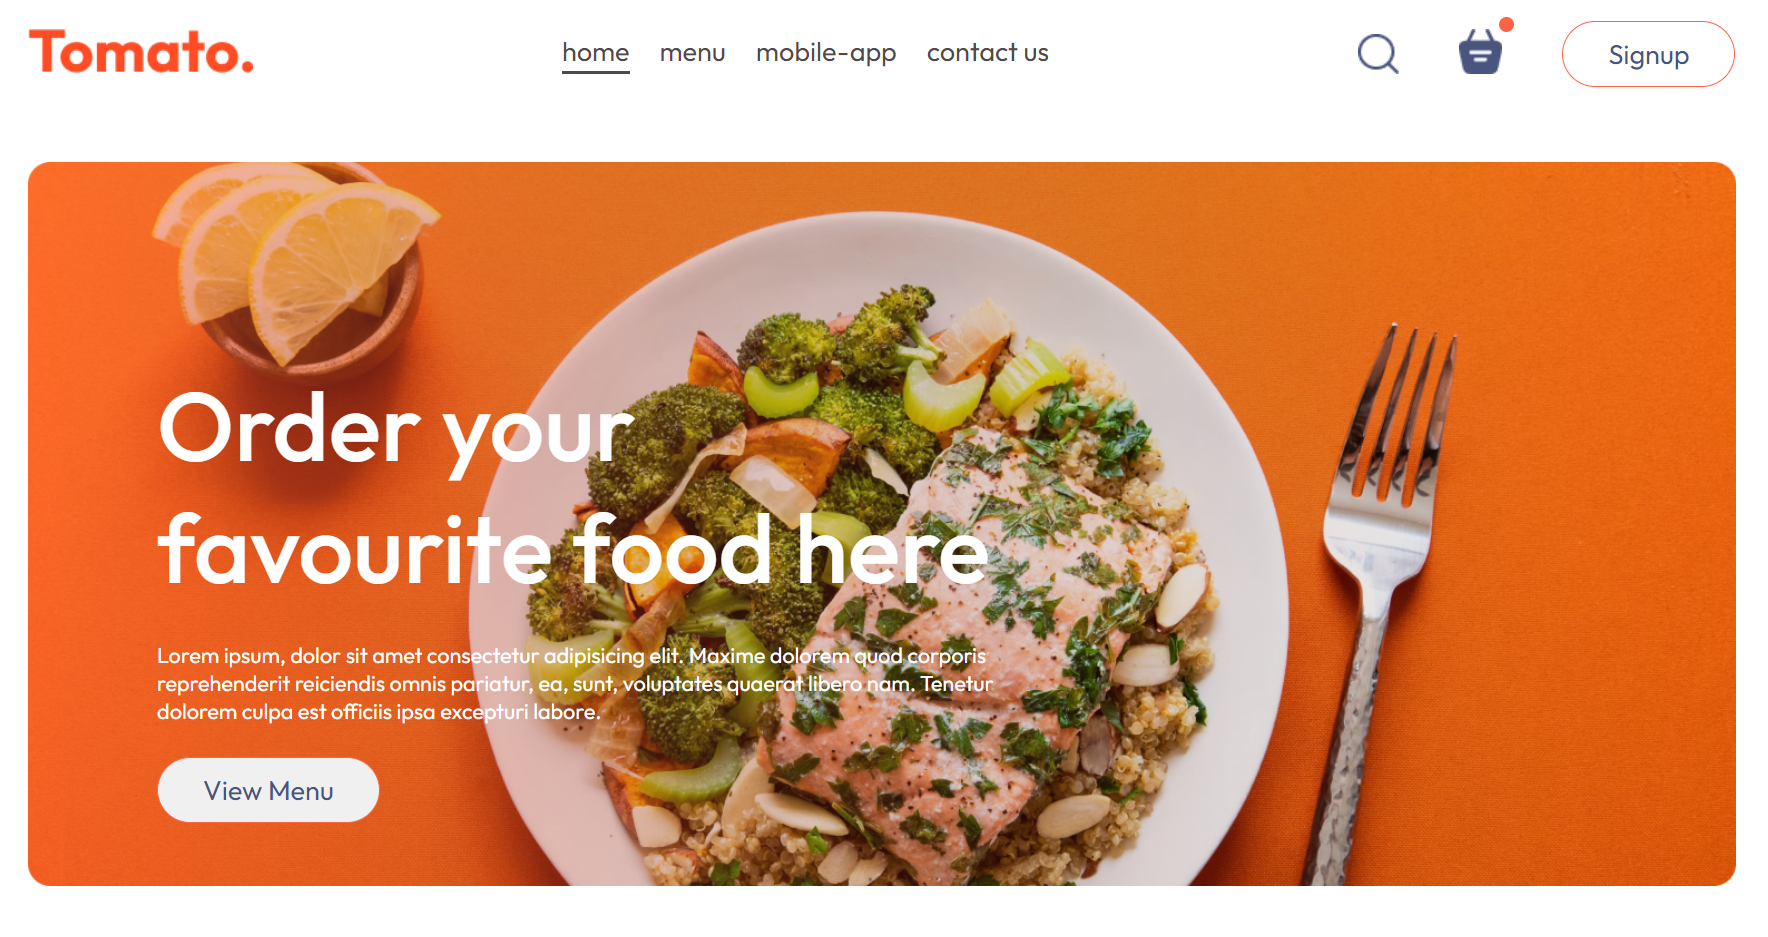 Tomato.
home menu mobile-app contact us
Signup
Order your
favourite food here
Lorem ipsum, dolor sit amet consectetur adipisicing elit. Maxime dolorem quod corporis
reprehenderit reiciendis omnis pariatur, ea, sunt, voluptates quaerat libero nam. Tenetur
dolorem culpa est officiis ipsa excepturi labore.
View Menu